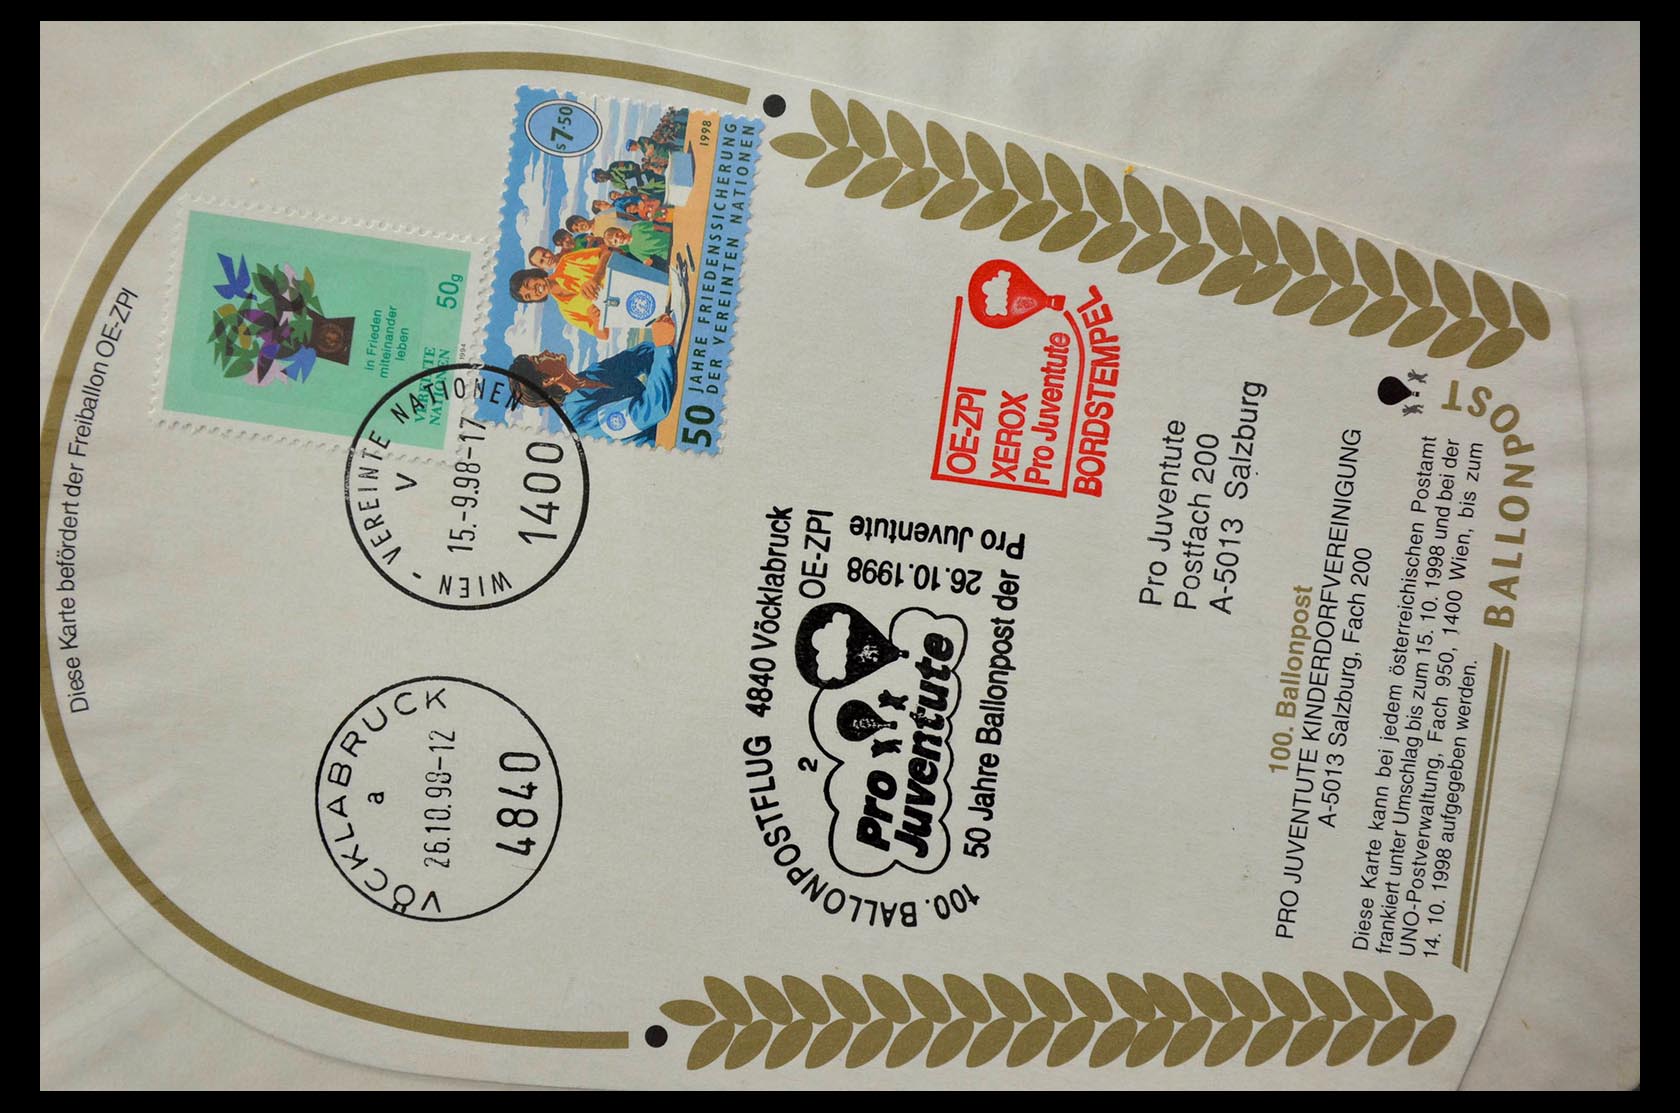 Diese Karte befördert der Freiballon OE-ZPI
50g
in Frieden
miteinander
leben
VEREINTE
NATIONEN
1994
$7.50
1998
50 JAHRE FRIEDENSSICHERUNG
DER VEREINTEN NATIONEN
WIEN - VEREINTE NATIONEN
V
15.-9.98-17
1400
VÖCKLABRUCK
a
26.10.98-12
4840
100. BALLONPOSTFLUG 4840 Vöcklabruck
OE-ZPI
2
Pro
Juventute
26.10.1998
50 Jahre Ballonpost der Pro Juventute
OE-ZPI
XEROX
Pro Juventute
BORDSTEMPEL
Pro Juventute
Postfach 200
A-5013 Salzburg
100. Ballonpost
PRO JUVENTUTE KINDERDORFVEREINIGUNG
A-5013 Salzburg, Fach 200
Diese Karte kann bei jedem österreichischen Postamt
frankiert unter Umschlag bis zum 15. 10. 1998 und bei der
UNO-Postverwaltung, Fach 950, 1400 Wien, bis zum
14. 10. 1998 aufgegeben werden.
BALLONPOST